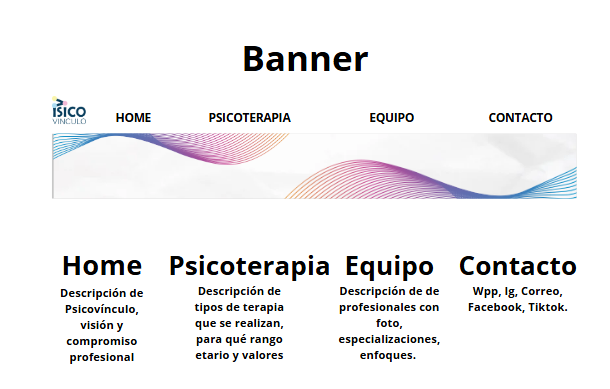 Banner
PSICO
VINCULO
HOME PSICOTERAPIA EQUIPO CONTACTO
Home Psicoterapia Equipo Contacto
Descripción de
Psicovínculo,
visión y
compromiso
profesional
Descripción de
tipos de terapia
que se realizan,
para qué rango
etario y valores
Descripción de de
profesionales con
foto,
especializaciones,
enfoques.
Wpp, Ig, Correo,
Facebook, Tiktok.